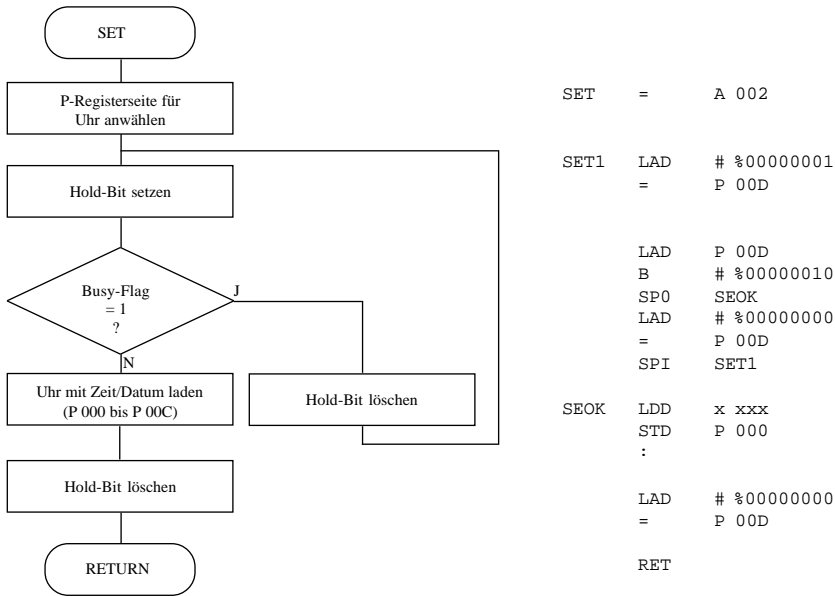 SET
P-Registerseite für
Uhr anwählen
Hold-Bit setzen
Busy-Flag
= 1
?
J
N
Uhr mit Zeit/Datum laden
(P 000 bis P 00C)
Hold-Bit löschen
Hold-Bit löschen
RETURN
SET = A 002
SET1 LAD # %00000001
= P 00D
LAD P 00D
B # %00000010
SP0 SEOK
LAD # %00000000
= P 00D
SPI SET1
SEOK LDD x xxx
STD P 000
:
LAD # %00000000
= P 00D
RET